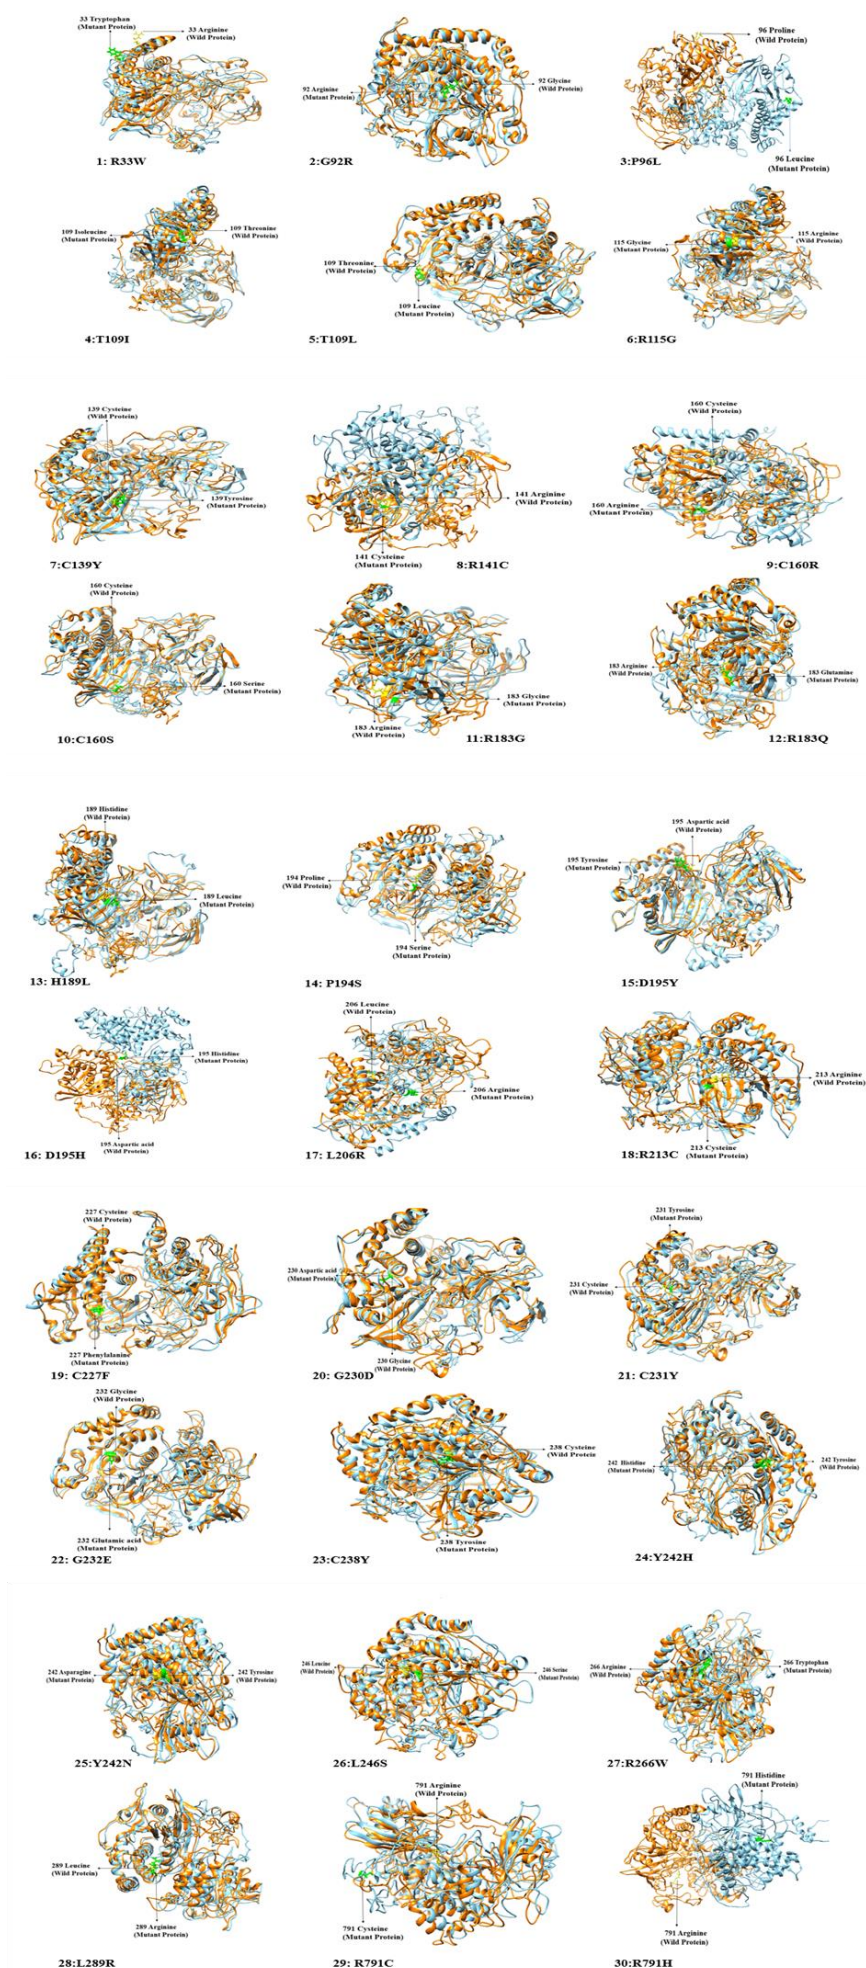 33 Tryptophan
(Mutant Protein)
33 Arginine
(Wild Protein)
1: R33W
92 Arginine
(Mutant Protein)
92 Glycine
(Wild Protein)
2:G92R
96 Proline
(Wild Protein)
96 Leucine
(Mutant Protein)
3:P96L
109 Isoleucine
(Mutant Protein)
109 Threonine
(Wild Protein)
4:T109I
109 Threonine
(Wild Protein)
109 Leucine
(Mutant Protein)
5:T109L
115 Glycine
(Mutant Protein)
115 Arginine
(Wild Protein)
6:R115G
139 Cysteine
(Wild Protein)
139Tyrosine
(Mutant Protein)
7:C139Y
141 Arginine
(Wild Protein)
141 Cysteine
(Mutant Protein)
8:R141C
160 Cysteine
(Wild Protein)
160 Arginine
(Mutant Protein)
9:C160R
160 Cysteine
(Wild Protein)
160 Serine
(Mutant Protein)
10:C160S
183 Glycine
(Mutant Protein)
183 Arginine
(Wild Protein)
11:R183G
183 Arginine
(Wild Protein)
183 Glutamine
(Mutant Protein)
12:R183Q
189 Histidine
(Wild Protein)
189 Leucine
(Mutant Protein)
13: H189L
194 Proline
(Wild Protein)
194 Serine
(Mutant Protein)
14: P194S
195 Aspartic acid
(Wild Protein)
195 Tyrosine
(Mutant Protein)
15:D195Y
195 Histidine
(Mutant Protein)
195 Aspartic acid
(Wild Protein)
16: D195H
206 Leucine
(Wild Protein)
206 Arginine
(Mutant Protein)
17: L206R
213 Arginine
(Wild Protein)
213 Cysteine
(Mutant Protein)
18:R213C
227 Cysteine
(Wild Protein)
227 Phenylalanine
(Mutant Protein)
19: C227F
230 Aspartic acid
(Mutant Protein)
230 Glycine
(Wild Protein)
20: G230D
231 Tyrosine
(Mutant Protein)
231 Cysteine
(Wild Protein)
21: C231Y
232 Glycine
(Wild Protein)
232 Glutamic acid
(Mutant Protein)
22: G232E
238 Cysteine
(Wild Protein
238 Tyrosine
(Mutant Protein)
23:C238Y
242 Histidine
(Mutant Protein)
242 Tyrosine
(Wild Protein)
24:Y242H
242 Asparagine
(Mutant Protein)
242 Tyrosine
(Wild Protein)
25:Y242N
246 Leucine
(Wild Protein)
246 Serine
(Mutant Protein)
26:L246S
266 Arginine
(Wild Protein)
266 Tryptophan
(Mutant Protein)
27:R266W
289 Leucine
(Wild Protein)
289 Arginine
(Mutant Protein)
28:L289R
791 Arginine
(Wild Protein)
791 Cysteine
(Mutant Protein)
29: R791C
791 Histidine
(Mutant Protein)
791 Arginine
(Wild Protein)
30:R791H